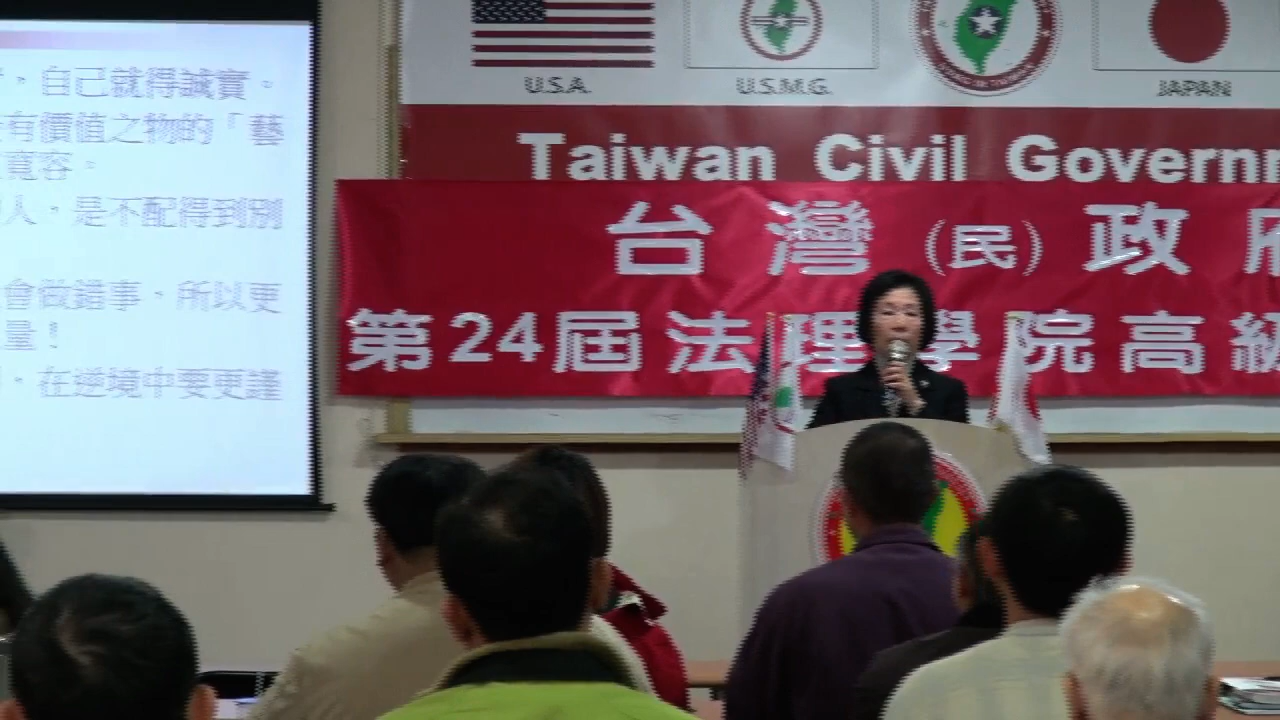 ，自己就得誠實。
有價值之物的「藝
寬容。
人，是不配得到別
會做錯事，所以更
量！
，在逆境中要更謹
U.S.A.
U.S.M.G.
JAPAN
Taiwan Civil Governm
台灣(民)政府
第24屆法理學院高級